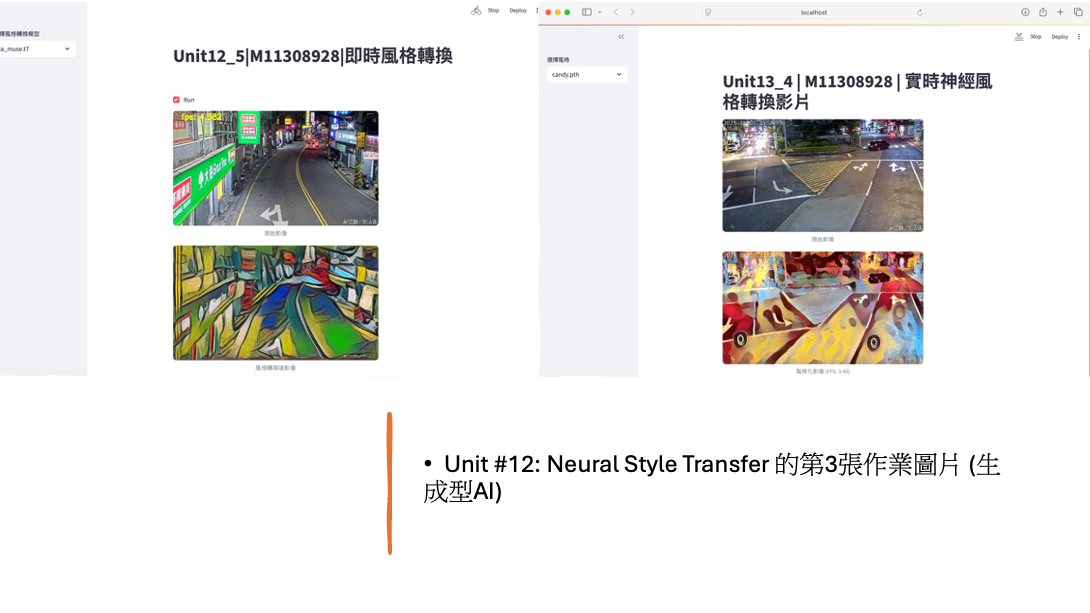 擇風格轉換模型
a_muse.t7
Stop
Deploy
Unit12_5|M11308928|即時風格轉換
Run
原始影像
風格轉換後影像
localhost
Stop
Deploy
選擇風格
candy.pth
Unit13_4 | M11308928 | 實時神經風
格轉換影片
原始影像
風格化影像 (FPS: 3.40)
• Unit #12: Neural Style Transfer 的第3張作業圖片 (生
成型AI)